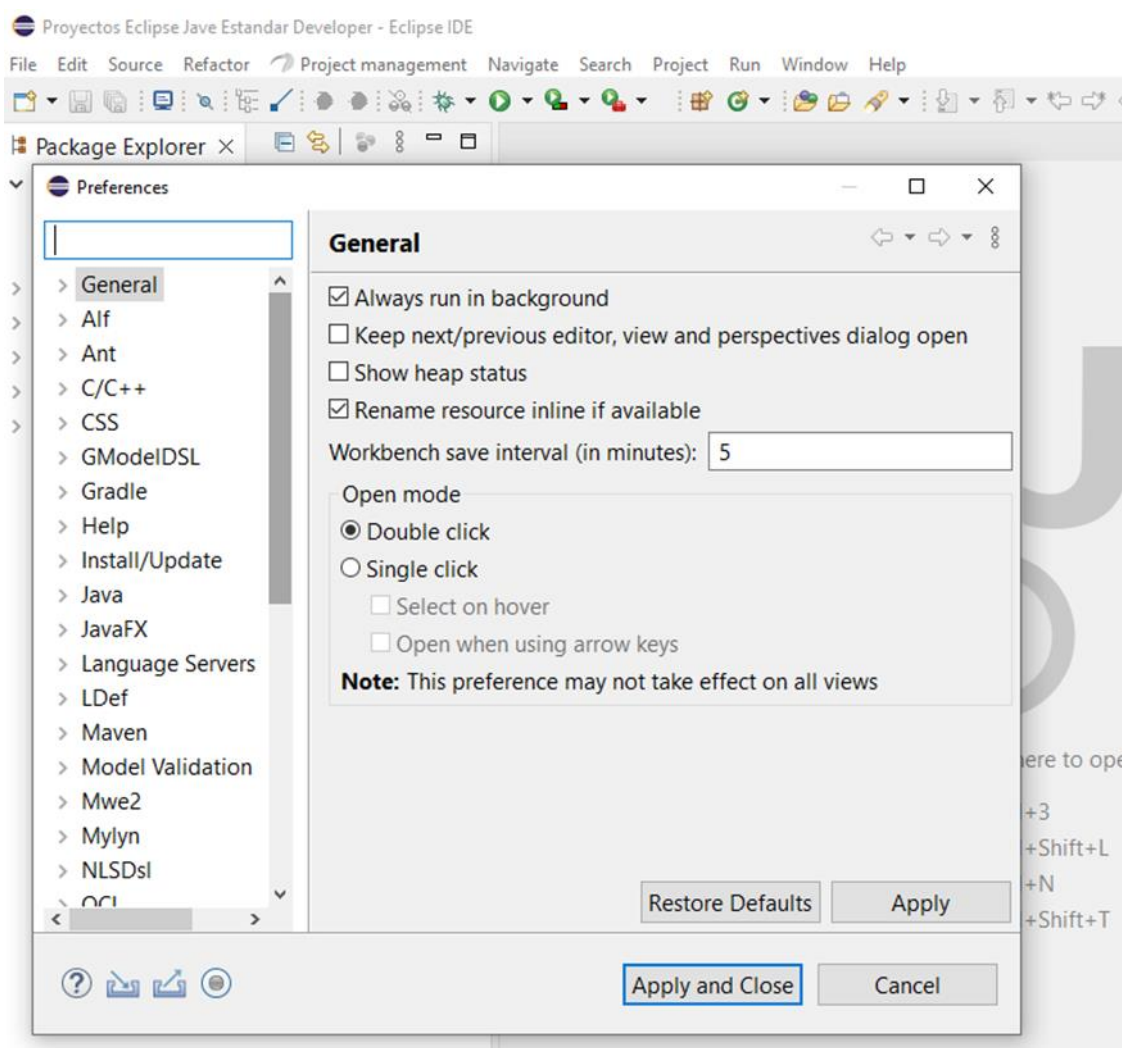 Proyectos Eclipse Jave Estandar Developer - Eclipse IDE
File Edit Source Refactor Project management Navigate Search Project Run Window Help
Package Explorer
Preferences
General
Alf
Ant
C/C++
CSS
GModelDSL
Gradle
Help
Install/Update
Java
JavaFX
Language Servers
LDef
Maven
Model Validation
Mwe2
Mylyn
NLSDsl
OCL
General
Always run in background
Keep next/previous editor, view and perspectives dialog open
Show heap status
Rename resource inline if available
Workbench save interval (in minutes): 5
Open mode
Double click
Single click
Select on hover
Open when using arrow keys
Note: This preference may not take effect on all views
Restore Defaults Apply
Apply and Close Cancel
ere to ope
+3
+Shift+L
+N
+Shift+T